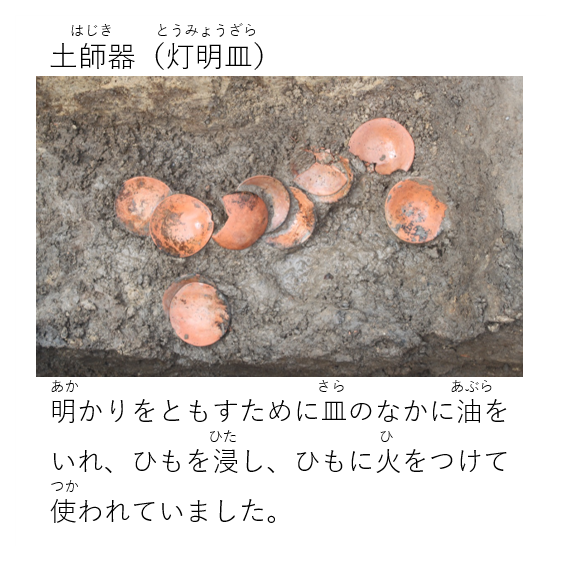 はじき とうみょうざら
土師器（灯明皿）
あか さら あぶら
明かりをともすために皿のなかに油を
ひた ひ
いれ、ひもを浸し、ひもに火をつけて
つか
使われていました。